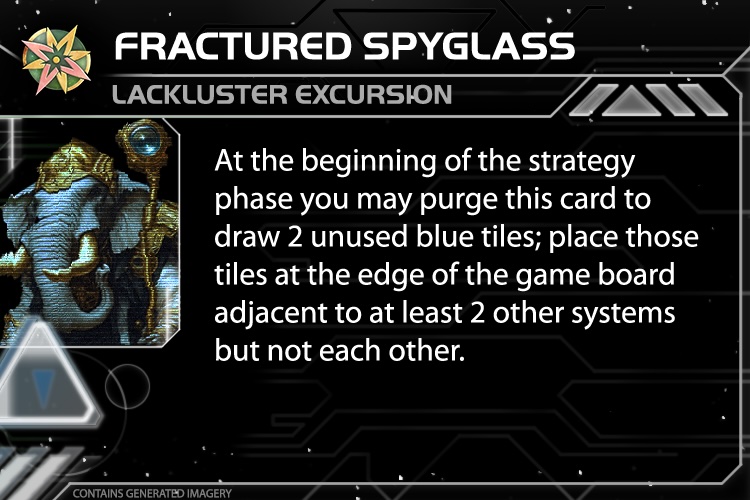 FRACTURED SPYGLASS
LACKLUSTER EXCURSION
At the beginning of the strategy
phase you may purge this card to
draw 2 unused blue tiles; place those
tiles at the edge of the game board
adjacent to at least 2 other systems
but not each other.
CONTAINS GENERATED IMAGERY